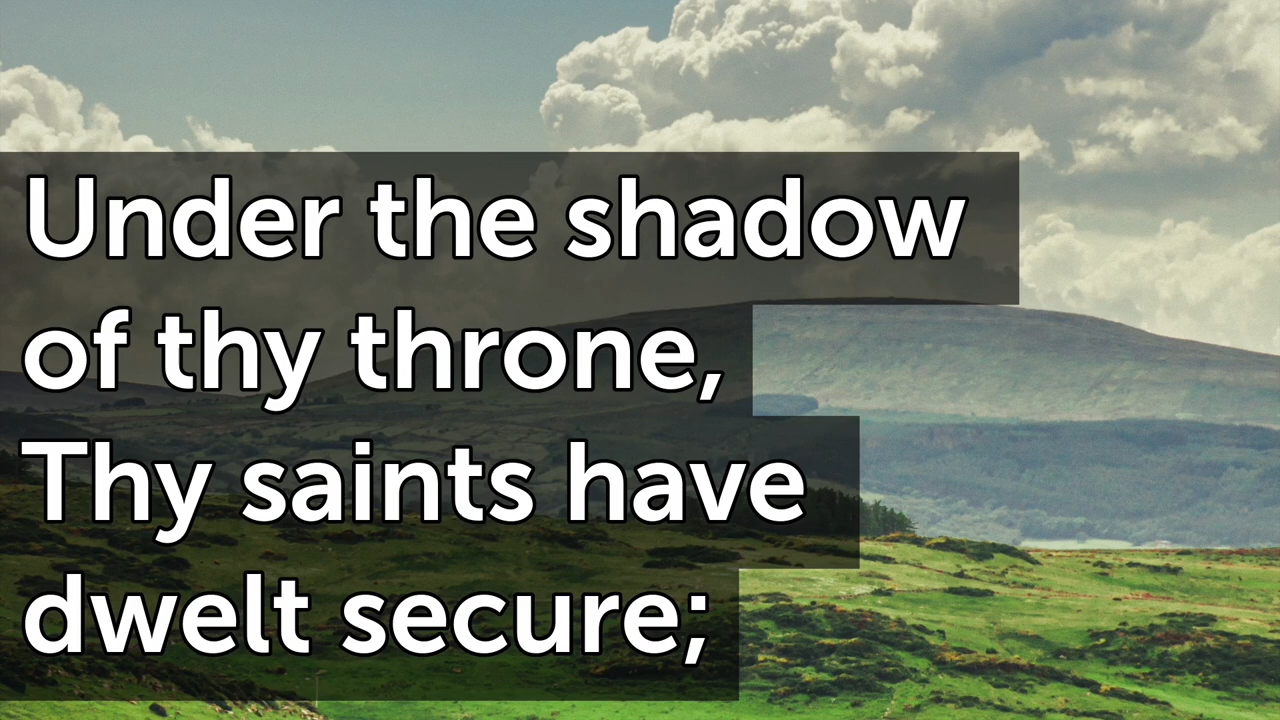 Under the shadow
of thy throne,
Thy saints have
dwelt secure;